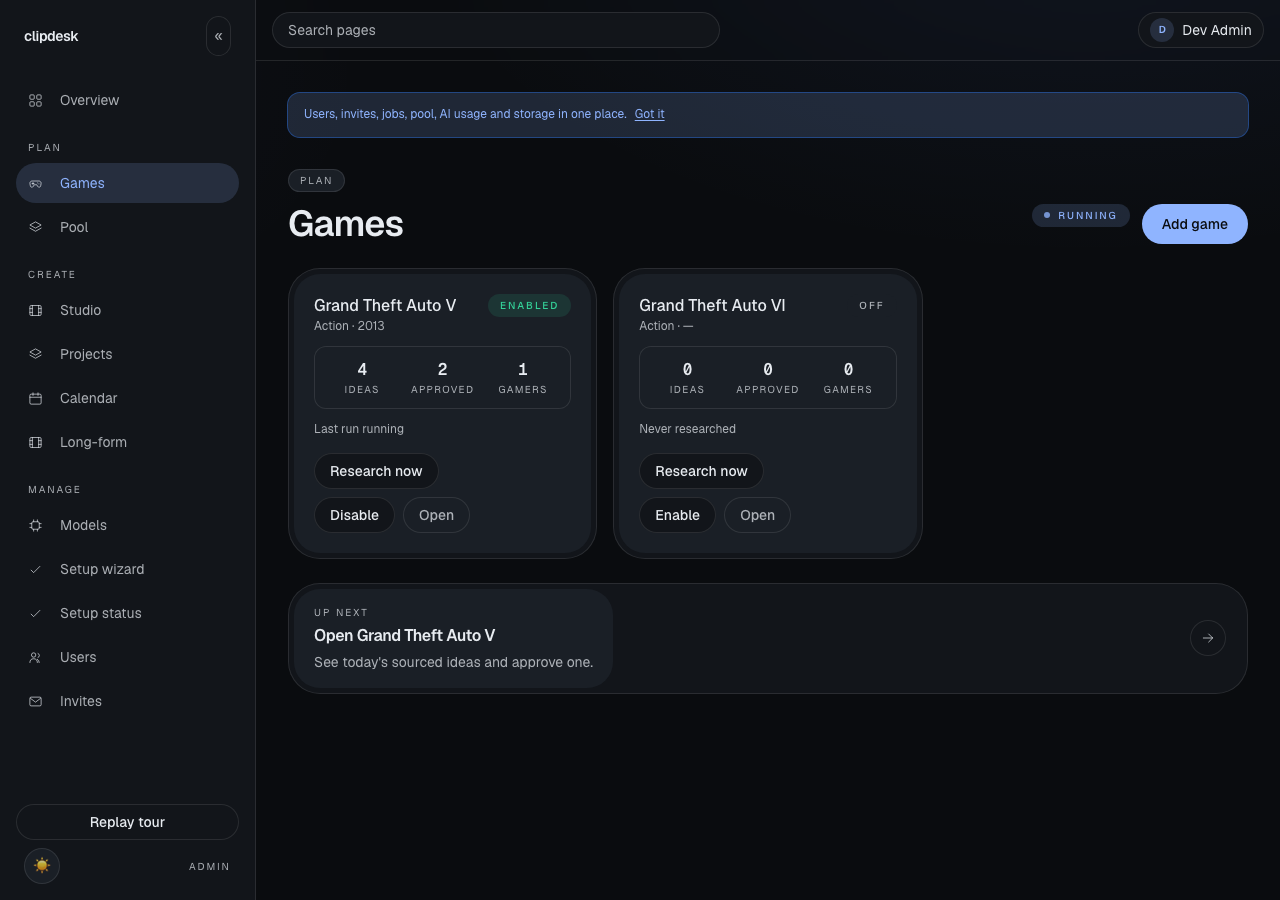 clipdesk
«
Search pages
D Dev Admin
Overview
PLAN
Games
Pool
CREATE
Studio
Projects
Calendar
Long-form
MANAGE
Models
Setup wizard
Setup status
Users
Invites
Replay tour
ADMIN
Users, invites, jobs, pool, AI usage and storage in one place. Got it
PLAN
Games
RUNNING
Add game
Grand Theft Auto V ENABLED
Action · 2013
4 2 1
IDEAS APPROVED GAMERS
Last run running
Research now
Disable Open
Grand Theft Auto VI OFF
Action · —
0 0 0
IDEAS APPROVED GAMERS
Never researched
Research now
Enable Open
UP NEXT
Open Grand Theft Auto V
See today's sourced ideas and approve one.